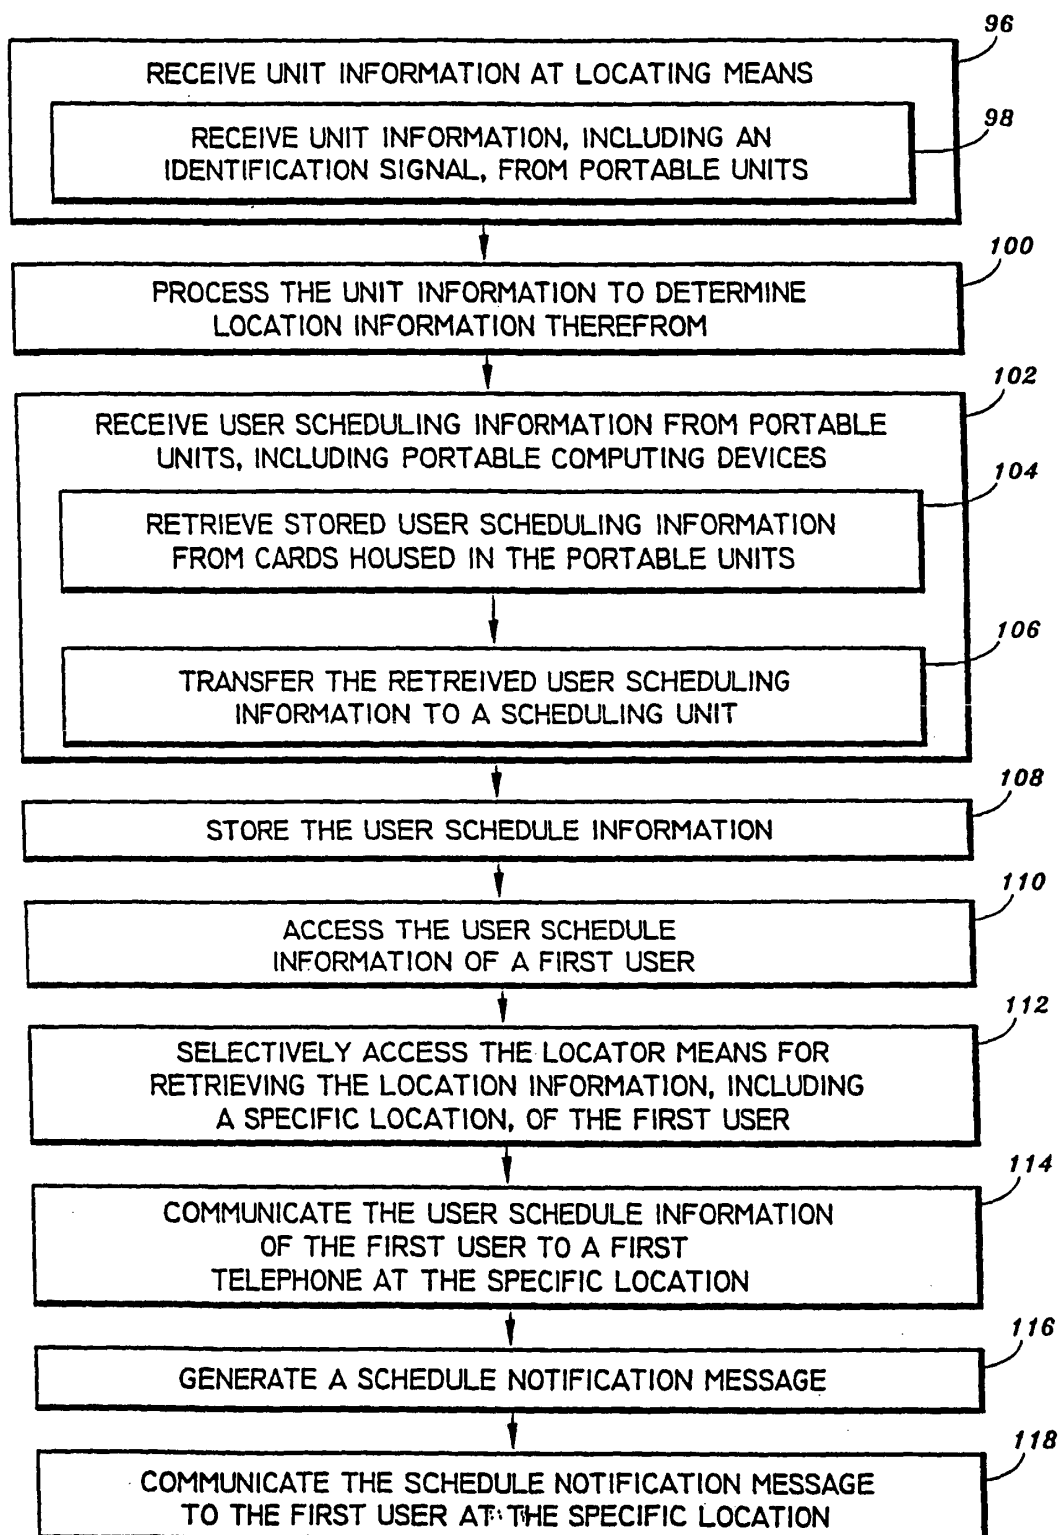 96
RECEIVE UNIT INFORMATION AT LOCATING MEANS
98
RECEIVE UNIT INFORMATION, INCLUDING AN
IDENTIFICATION SIGNAL, FROM PORTABLE UNITS
100
PROCESS THE UNIT INFORMATION TO DETERMINE
LOCATION INFORMATION THEREFROM
102
RECEIVE USER SCHEDULING INFORMATION FROM PORTABLE
UNITS, INCLUDING PORTABLE COMPUTING DEVICES
104
RETRIEVE STORED USER SCHEDULING INFORMATION
FROM CARDS HOUSED IN THE PORTABLE UNITS
106
TRANSFER THE RETREIVED USER SCHEDULING
INFORMATION TO A SCHEDULING UNIT
108
STORE THE USER SCHEDULE INFORMATION
110
ACCESS THE USER SCHEDULE
INFORMATION OF A FIRST USER
112
SELECTIVELY ACCESS THE LOCATOR MEANS FOR
RETRIEVING THE LOCATION INFORMATION, INCLUDING
A SPECIFIC LOCATION, OF THE FIRST USER
114
COMMUNICATE THE USER SCHEDULE INFORMATION
OF THE FIRST USER TO A FIRST
TELEPHONE AT THE SPECIFIC LOCATION
116
GENERATE A SCHEDULE NOTIFICATION MESSAGE
118
COMMUNICATE THE SCHEDULE NOTIFICATION MESSAGE
TO THE FIRST USER AT THE SPECIFIC LOCATION